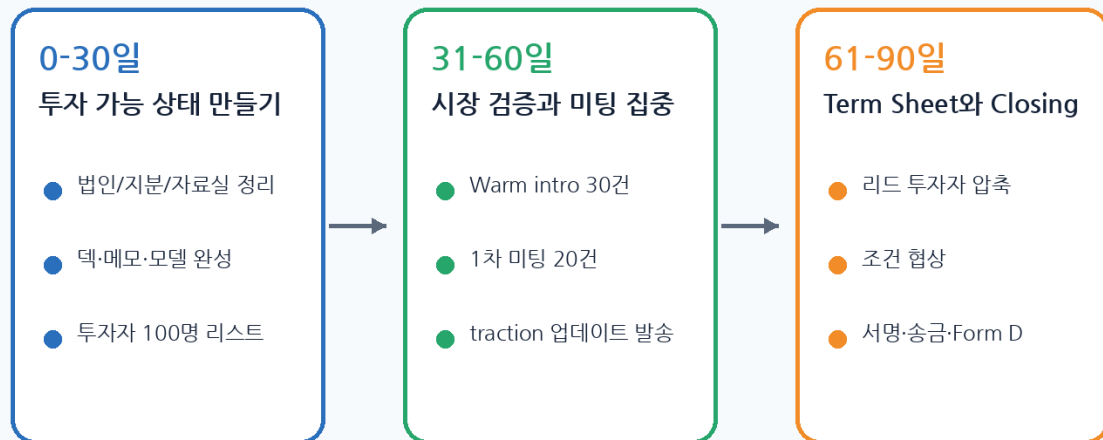 0-30일
투자 가능 상태 만들기
법인/지분/자료실 정리
덱·메모·모델 완성
투자자 100명 리스트
31-60일
시장 검증과 미팅 집중
Warm intro 30건
1차 미팅 20건
traction 업데이트 발송
61-90일
Term Sheet와 Closing
리드 투자자 압축
조건 협상
서명·송금·Form D